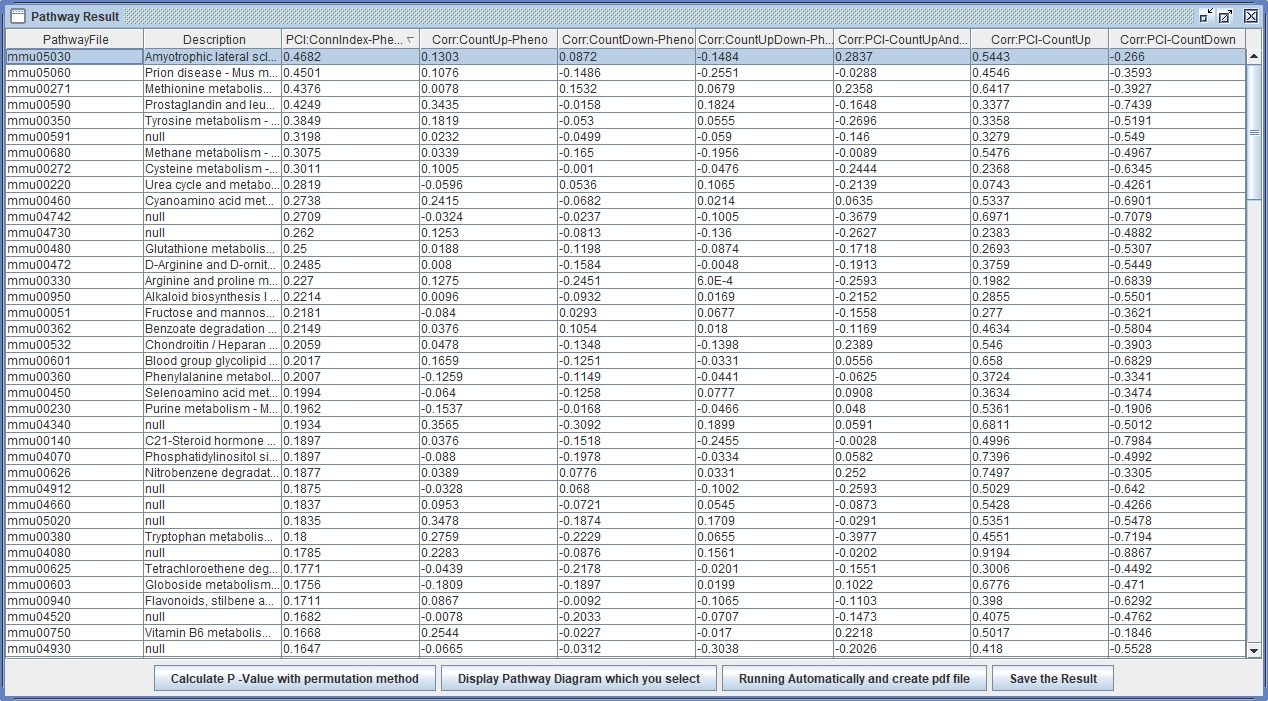 Pathway Result
PathwayFile Description PCI:ConnIndex-Phe... Corr:CountUp-Pheno Corr:CountDown-Pheno Corr:CountUpDown-Ph... Corr:PCI-CountUpAnd... Corr:PCI-CountUp Corr:PCI-CountDown
mmu05030 Amyotrophic lateral scl... 0.4682 0.1303 0.0872 -0.1484 0.2837 0.5443 -0.266
mmu05060 Prion disease - Mus m... 0.4501 0.1076 -0.1486 -0.2551 -0.0288 0.4546 -0.3593
mmu00271 Methionine metabolis... 0.4376 0.0078 0.1532 0.0679 0.2358 0.6417 -0.3927
mmu00590 Prostaglandin and leu... 0.4249 0.3435 -0.0158 0.1824 -0.1648 0.3377 -0.7439
mmu00350 Tyrosine metabolism - ... 0.3849 0.1819 -0.053 0.0555 -0.2696 0.3358 -0.5191
mmu00591 null 0.3198 0.0232 -0.0499 -0.059 -0.146 0.3279 -0.549
mmu00680 Methane metabolism - ... 0.3075 0.0339 -0.165 -0.1956 -0.0089 0.5476 -0.4967
mmu00272 Cysteine metabolism - ... 0.3011 0.1005 -0.001 -0.0476 -0.2444 0.2368 -0.6345
mmu00220 Urea cycle and metabo... 0.2819 -0.0596 0.0536 0.1065 -0.2139 0.0743 -0.4261
mmu00460 Cyanoamino acid met... 0.2738 0.2415 -0.0682 0.0214 0.0635 0.5337 -0.6901
mmu04742 null 0.2709 -0.0324 -0.0237 -0.1005 -0.3679 0.6971 -0.7079
mmu04730 null 0.262 0.1253 -0.0813 -0.136 -0.2627 0.2383 -0.4882
mmu00480 Glutathione metabolis... 0.25 0.0188 -0.1198 -0.0874 -0.1718 0.2693 -0.5307
mmu00472 D-Arginine and D-ornit... 0.2485 0.008 -0.1584 -0.0048 -0.1913 0.3759 -0.5449
mmu00330 Arginine and proline m... 0.227 0.1275 -0.2451 6.0E-4 -0.2593 0.1982 -0.6839
mmu00950 Alkaloid biosynthesis I ... 0.2214 0.0096 -0.0932 0.0169 -0.2152 0.2855 -0.5501
mmu00051 Fructose and mannos... 0.2181 -0.084 0.0293 0.0677 -0.1558 0.277 -0.3621
mmu00362 Benzoate degradation ... 0.2149 0.0376 0.1054 0.018 -0.1169 0.4634 -0.5804
mmu00532 Chondroitin / Heparan ... 0.2059 0.0478 -0.1348 -0.1398 0.2389 0.546 -0.3903
mmu00601 Blood group glycolipid ... 0.2017 0.1659 -0.1251 -0.0331 0.0556 0.658 -0.6829
mmu00360 Phenylalanine metabol... 0.2007 -0.1259 -0.1149 -0.0441 -0.0625 0.3724 -0.3341
mmu00450 Selenoamino acid met... 0.1994 -0.064 -0.1258 0.0777 0.0908 0.3634 -0.3474
mmu00230 Purine metabolism - M... 0.1962 -0.1537 -0.0168 -0.0466 0.048 0.5361 -0.1906
mmu04340 null 0.1934 0.3565 -0.3092 0.1899 0.0591 0.6811 -0.5012
mmu00140 C21-Steroid hormone ... 0.1897 0.0376 -0.1518 -0.2455 -0.0028 0.4996 -0.7984
mmu04070 Phosphatidylinositol si... 0.1897 -0.088 -0.1978 -0.0334 0.0582 0.7396 -0.4992
mmu00626 Nitrobenzene degradat... 0.1877 0.0389 0.0776 0.0331 0.252 0.7497 -0.3305
mmu04912 null 0.1875 -0.0328 0.068 -0.1002 -0.2593 0.5029 -0.642
mmu04660 null 0.1837 0.0953 -0.0721 0.0545 -0.0873 0.5428 -0.4266
mmu05020 null 0.1835 0.3478 -0.1874 0.1709 -0.0291 0.5351 -0.5478
mmu00380 Tryptophan metabolis... 0.18 0.2759 -0.2229 0.0655 -0.3977 0.4551 -0.7194
mmu04080 null 0.1785 0.2283 -0.0876 0.1561 -0.0202 0.9194 -0.8867
mmu00625 Tetrachloroethene deg... 0.1771 -0.0439 -0.2178 -0.0201 -0.1551 0.3006 -0.4492
mmu00603 Globoside metabolism... 0.1756 -0.1809 -0.1897 0.0199 0.1022 0.6776 -0.471
mmu00940 Flavonoids, stilbene a... 0.1711 0.0867 -0.0092 -0.1065 -0.1103 0.398 -0.6292
mmu04520 null 0.1682 -0.0078 -0.2033 -0.0707 -0.1473 0.4075 -0.4762
mmu00750 Vitamin B6 metabolis... 0.1668 0.2544 -0.0227 -0.017 0.2218 0.5017 -0.1846
mmu04930 null 0.1647 -0.0665 -0.0312 -0.3038 -0.2026 0.418 -0.5528
Calculate P -Value with permutation method Display Pathway Diagram which you select Running Automatically and create pdf file Save the Result